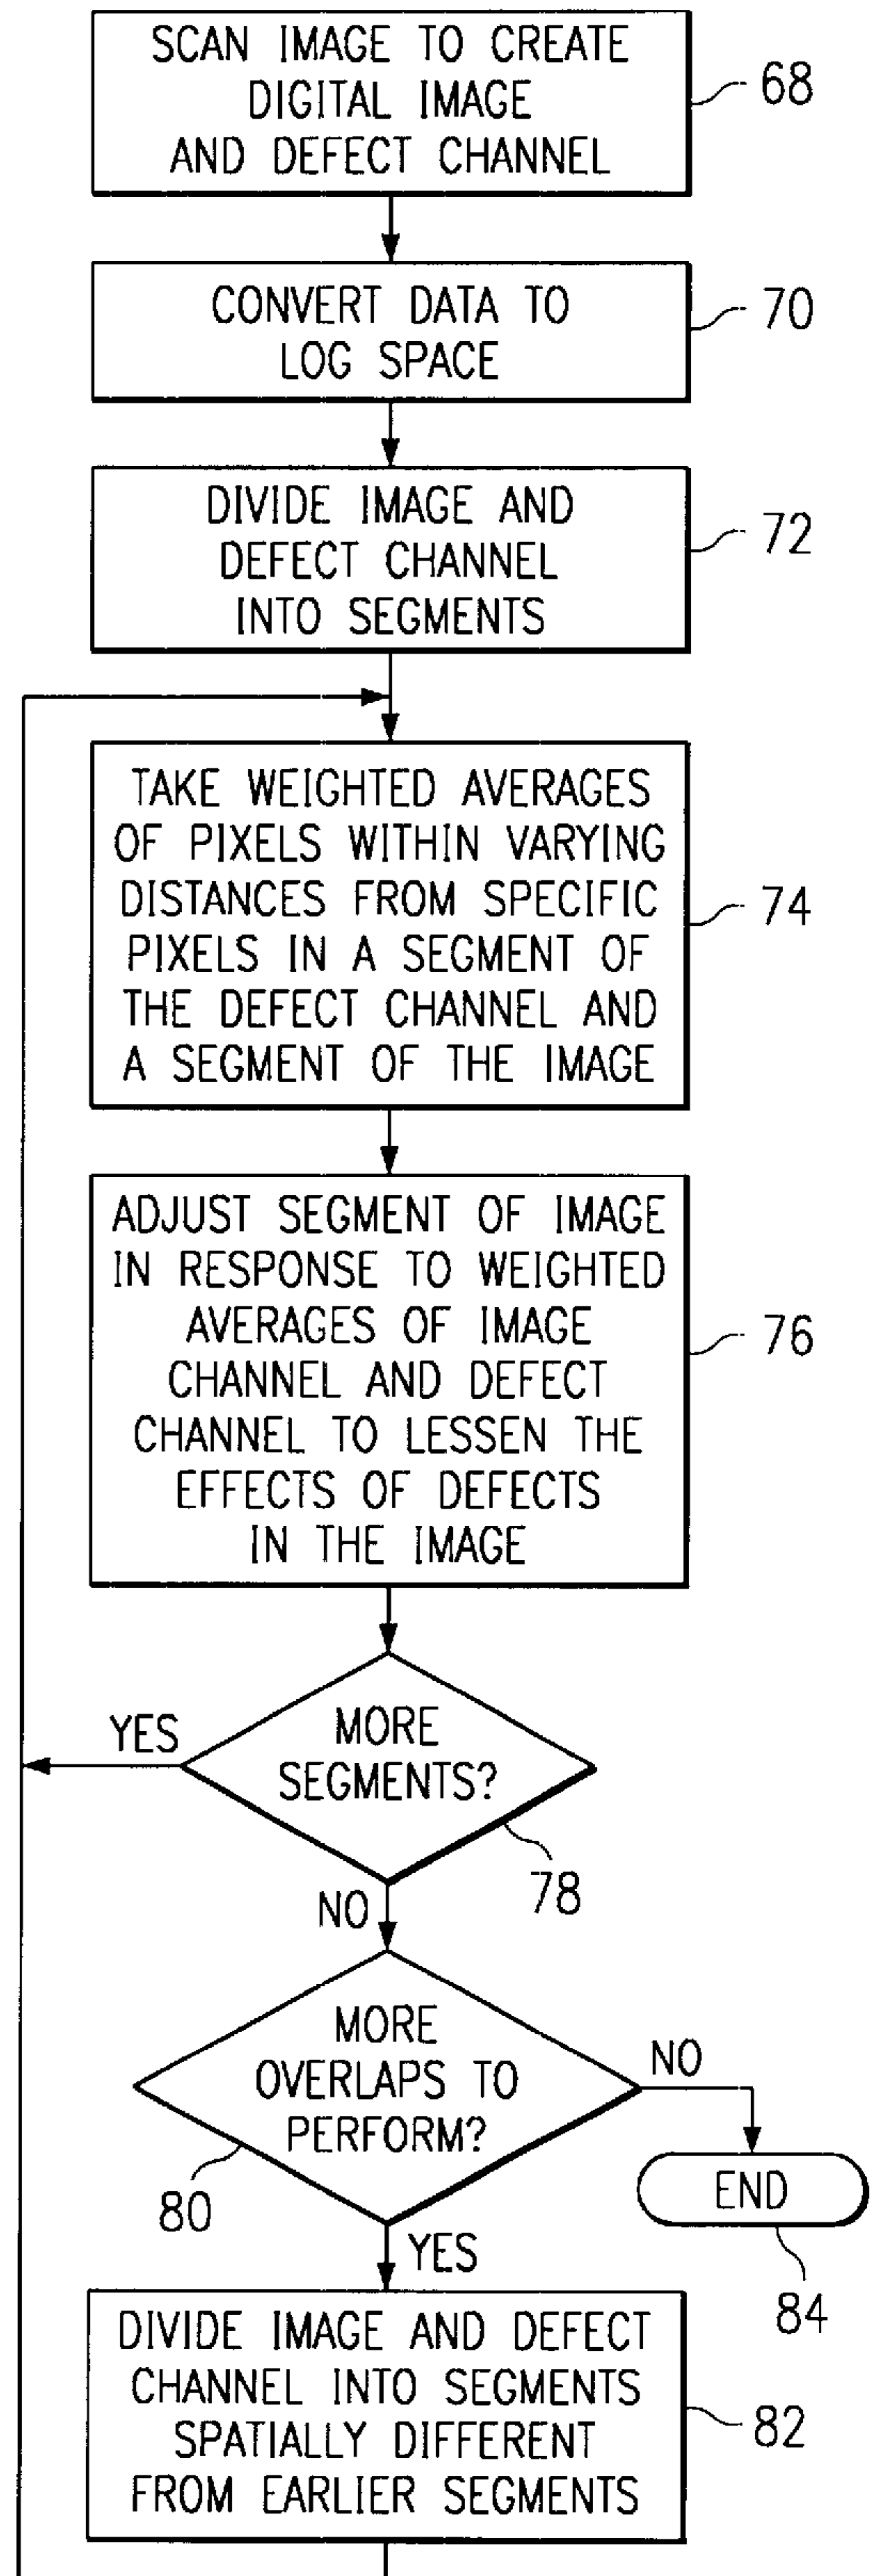 SCAN IMAGE TO CREATE
DIGITAL IMAGE
AND DEFECT CHANNEL
68
CONVERT DATA TO
LOG SPACE
70
DIVIDE IMAGE AND
DEFECT CHANNEL
INTO SEGMENTS
72
TAKE WEIGHTED AVERAGES
OF PIXELS WITHIN VARYING
DISTANCES FROM SPECIFIC
PIXELS IN A SEGMENT OF
THE DEFECT CHANNEL AND
A SEGMENT OF THE IMAGE
74
ADJUST SEGMENT OF IMAGE
IN RESPONSE TO WEIGHTED
AVERAGES OF IMAGE
CHANNEL AND DEFECT
CHANNEL TO LESSEN THE
EFFECTS OF DEFECTS
IN THE IMAGE
76
YES
MORE
SEGMENTS?
78
NO
MORE
OVERLAPS TO
PERFORM?
80
NO
END
84
YES
DIVIDE IMAGE AND DEFECT
CHANNEL INTO SEGMENTS
SPATIALLY DIFFERENT
FROM EARLIER SEGMENTS
82